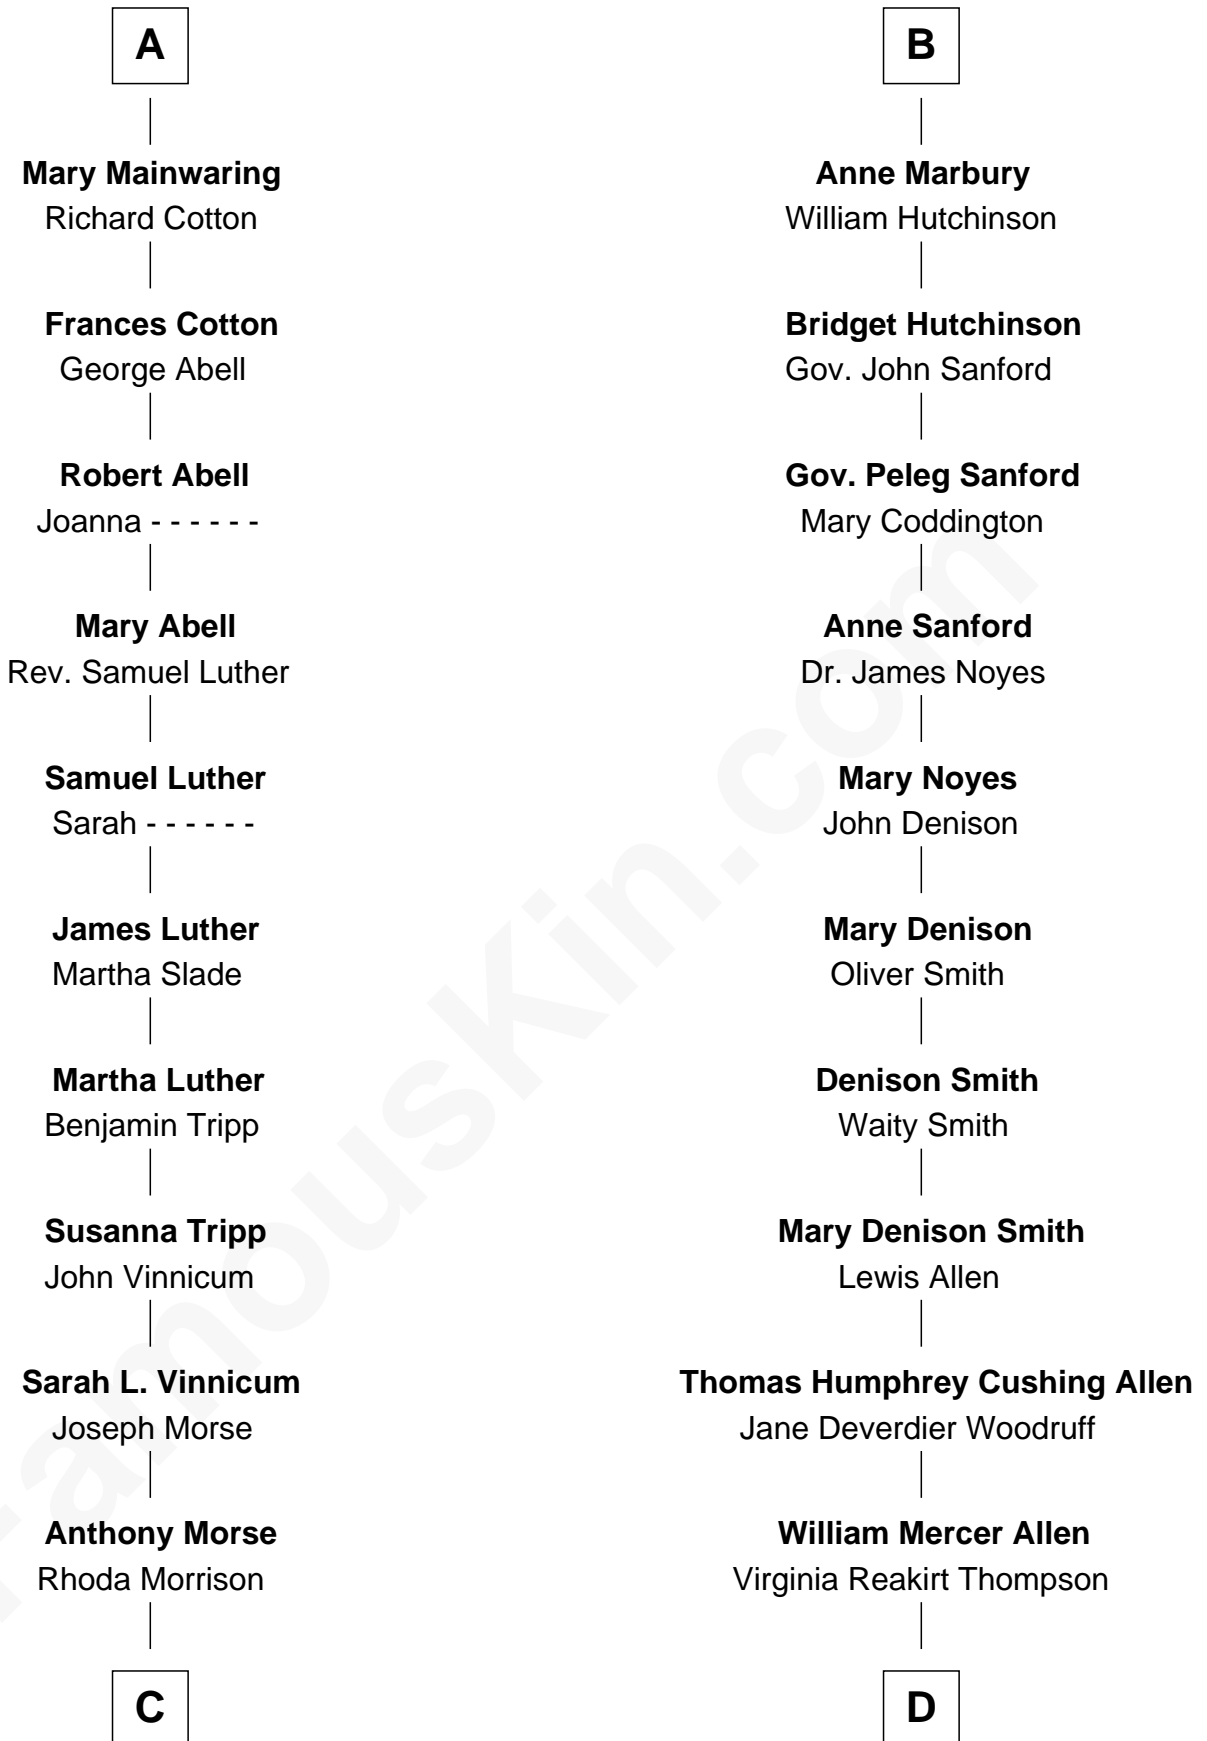 A
Mary Mainwaring
Richard Cotton
Frances Cotton
George Abell
Robert Abell
Joanna - - - - - -
Mary Abell
Rev. Samuel Luther
Samuel Luther
Sarah - - - - - -
James Luther
Martha Slade
Martha Luther
Benjamin Tripp
Susanna Tripp
John Vinnicum
Sarah L. Vinnicum
Joseph Morse
Anthony Morse
Rhoda Morrison
C
B
Anne Marbury
William Hutchinson
Bridget Hutchinson
Gov. John Sanford
Gov. Peleg Sanford
Mary Coddington
Anne Sanford
Dr. James Noyes
Mary Noyes
John Denison
Mary Denison
Oliver Smith
Denison Smith
Waity Smith
Mary Denison Smith
Lewis Allen
Thomas Humphrey Cushing Allen
Jane Deverdier Woodruff
William Mercer Allen
Virginia Reakirt Thompson
D
FamousKin.com